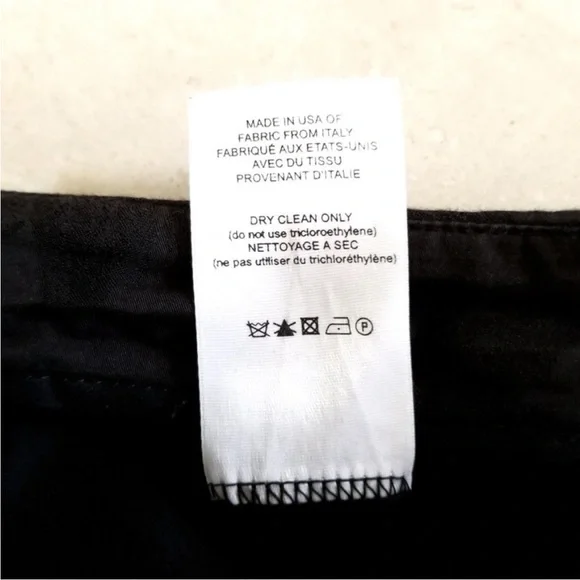 MADE IN USA OF
FABRIC FROM ITALY
FABRIQUÉ AUX ETATS-UNIS
AVEC DU TISSU
PROVENANT D'ITALIE
DRY CLEAN ONLY
(do not use tricloroethylene)
NETTOYAGE A SEC
(ne pas utiliser du trichloréthylène)
P